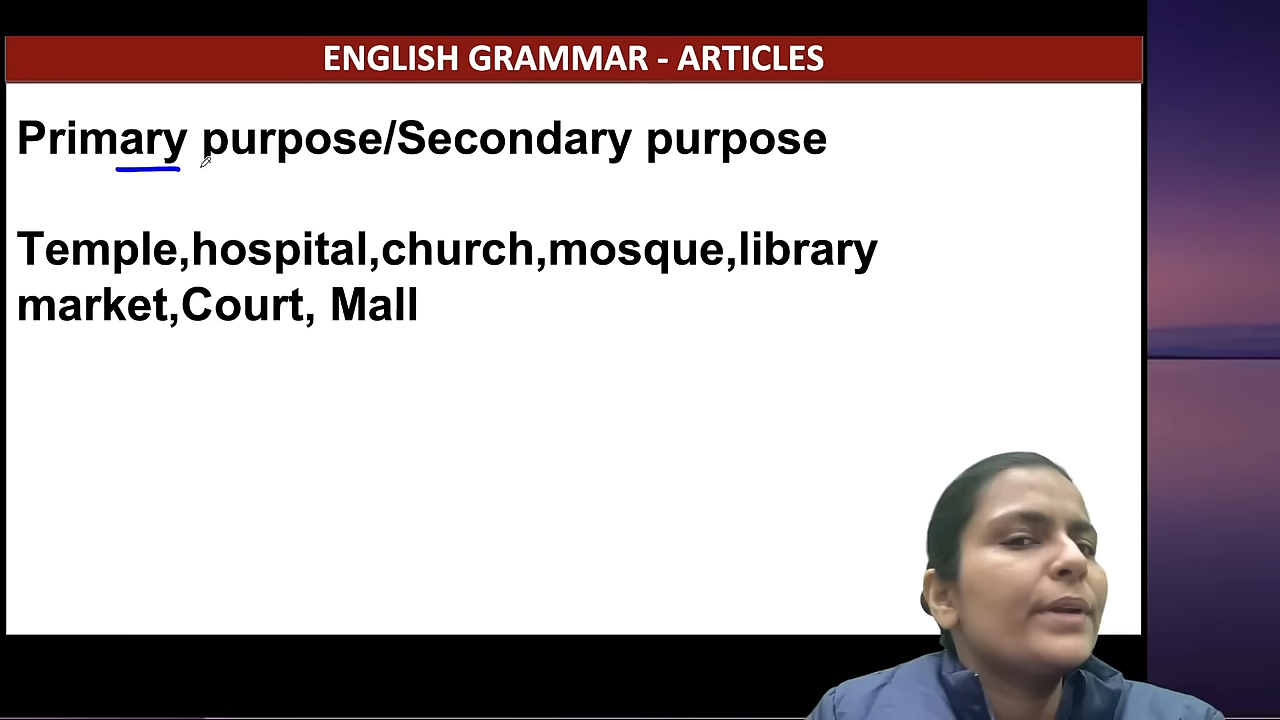 ENGLISH GRAMMAR - ARTICLES
Primary purpose/Secondary purpose
Temple,hospital,church,mosque,library
market,Court, Mall